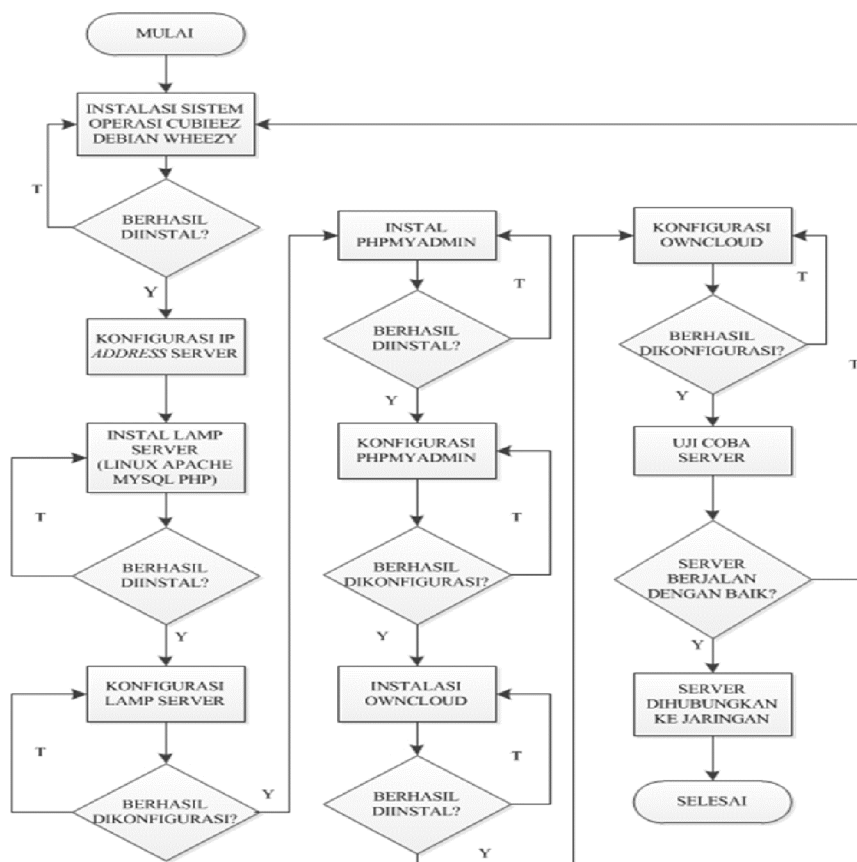 MULAI
INSTALASI SISTEM
OPERASI CUBIEEZ
DEBIAN WHEEZY
T
BERHASIL
DIINSTAL?
Y
KONFIGURASI IP
ADDRESS SERVER
INSTAL LAMP
SERVER
(LINUX APACHE
MYSQL PHP)
T
BERHASIL
DIINSTAL?
Y
KONFIGURASI
LAMP SERVER
T
BERHASIL
DIKONFIGURASI?
Y
INSTAL
PHPMYADMIN
T
BERHASIL
DIINSTAL?
Y
KONFIGURASI
PHPMYADMIN
T
BERHASIL
DIKONFIGURASI?
Y
INSTALASI
OWNCLOUD
T
BERHASIL
DIINSTAL?
Y
KONFIGURASI
OWNCLOUD
T
BERHASIL
DIKONFIGURASI?
T
Y
UJI COBA
SERVER
SERVER
BERJALAN
DENGAN BAIK?
Y
SERVER
DIHUBUNGKAN
KE JARINGAN
SELESAI